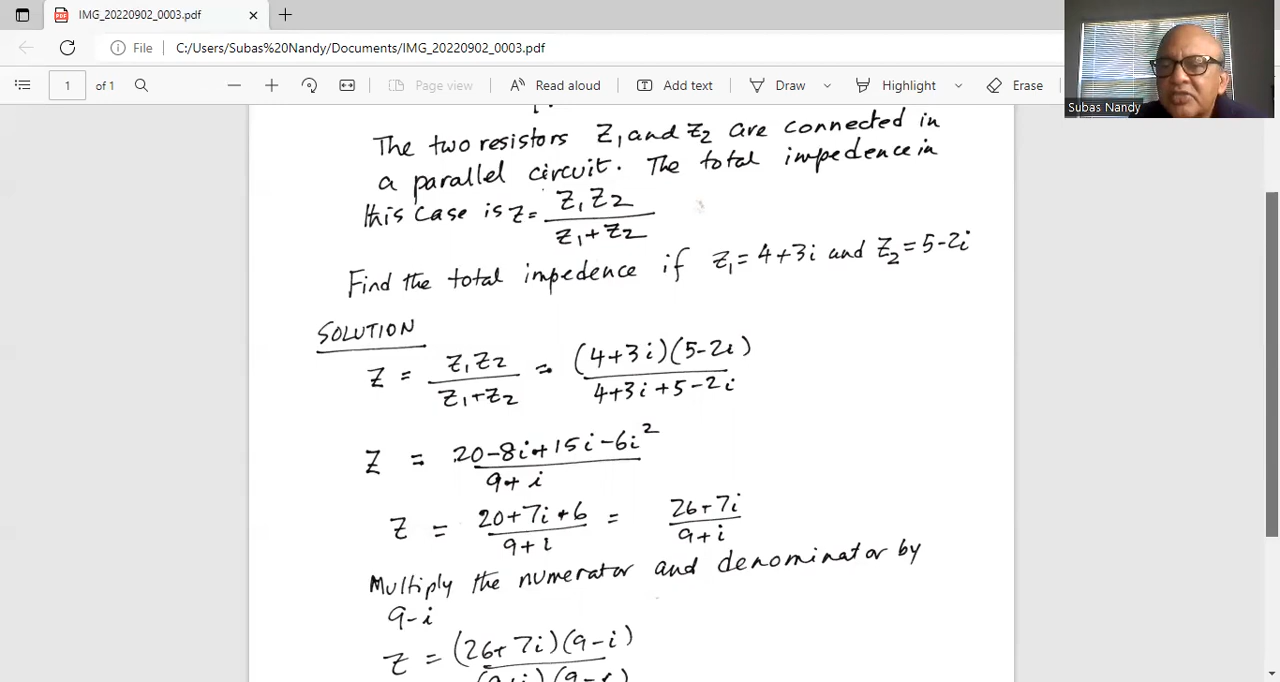 IMG_20220902_0003.pdf
File C:/Users/Subas%20Nandy/Documents/IMG_20220902_0003.pdf
1 of 1 Page view Read aloud Add text Draw Highlight Erase
Subas Nandy
The two resistors Z₁ and Z₂ are connected in
a parallel circuit. The total impedence in
this case is Z = Z₁Z₂ / Z₁+Z₂
Find the total impedence if Z₁ = 4+3i and Z₂ = 5-2i
SOLUTION
Z = Z₁Z₂ / Z₁+Z₂ = (4+3i)(5-2i) / 4+3i+5-2i
Z = 20-8i+15i-6i² / 9+i
Z = 20+7i+6 / 9+i = 26+7i / 9+i
Multiply the numerator and denominator by
9-i
Z = (26+7i)(9-i)